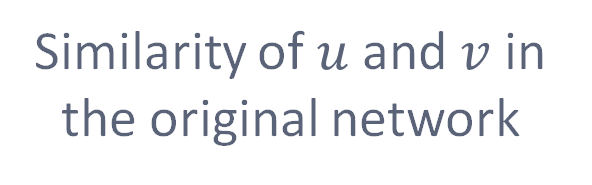 Similarity of u and v in
the original network